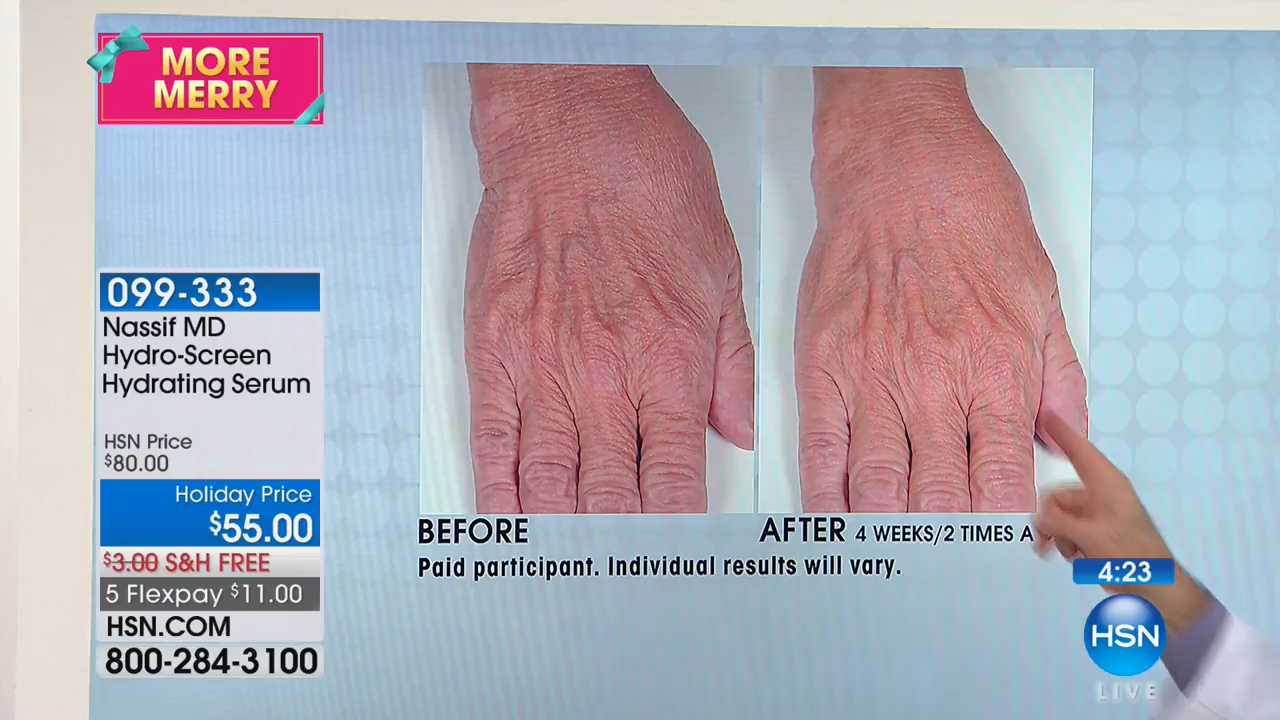 MORE
MERRY
099-333
Nassif MD
Hydro-Screen
Hydrating Serum
HSN Price
$80.00
Holiday Price
$55.00
$3.00 S&H FREE
5 Flexpay $11.00
HSN.COM
800-284-3100
BEFORE
AFTER 4 WEEKS/2 TIMES A
Paid participant. Individual results will vary.
4:23
HSN
LIVE